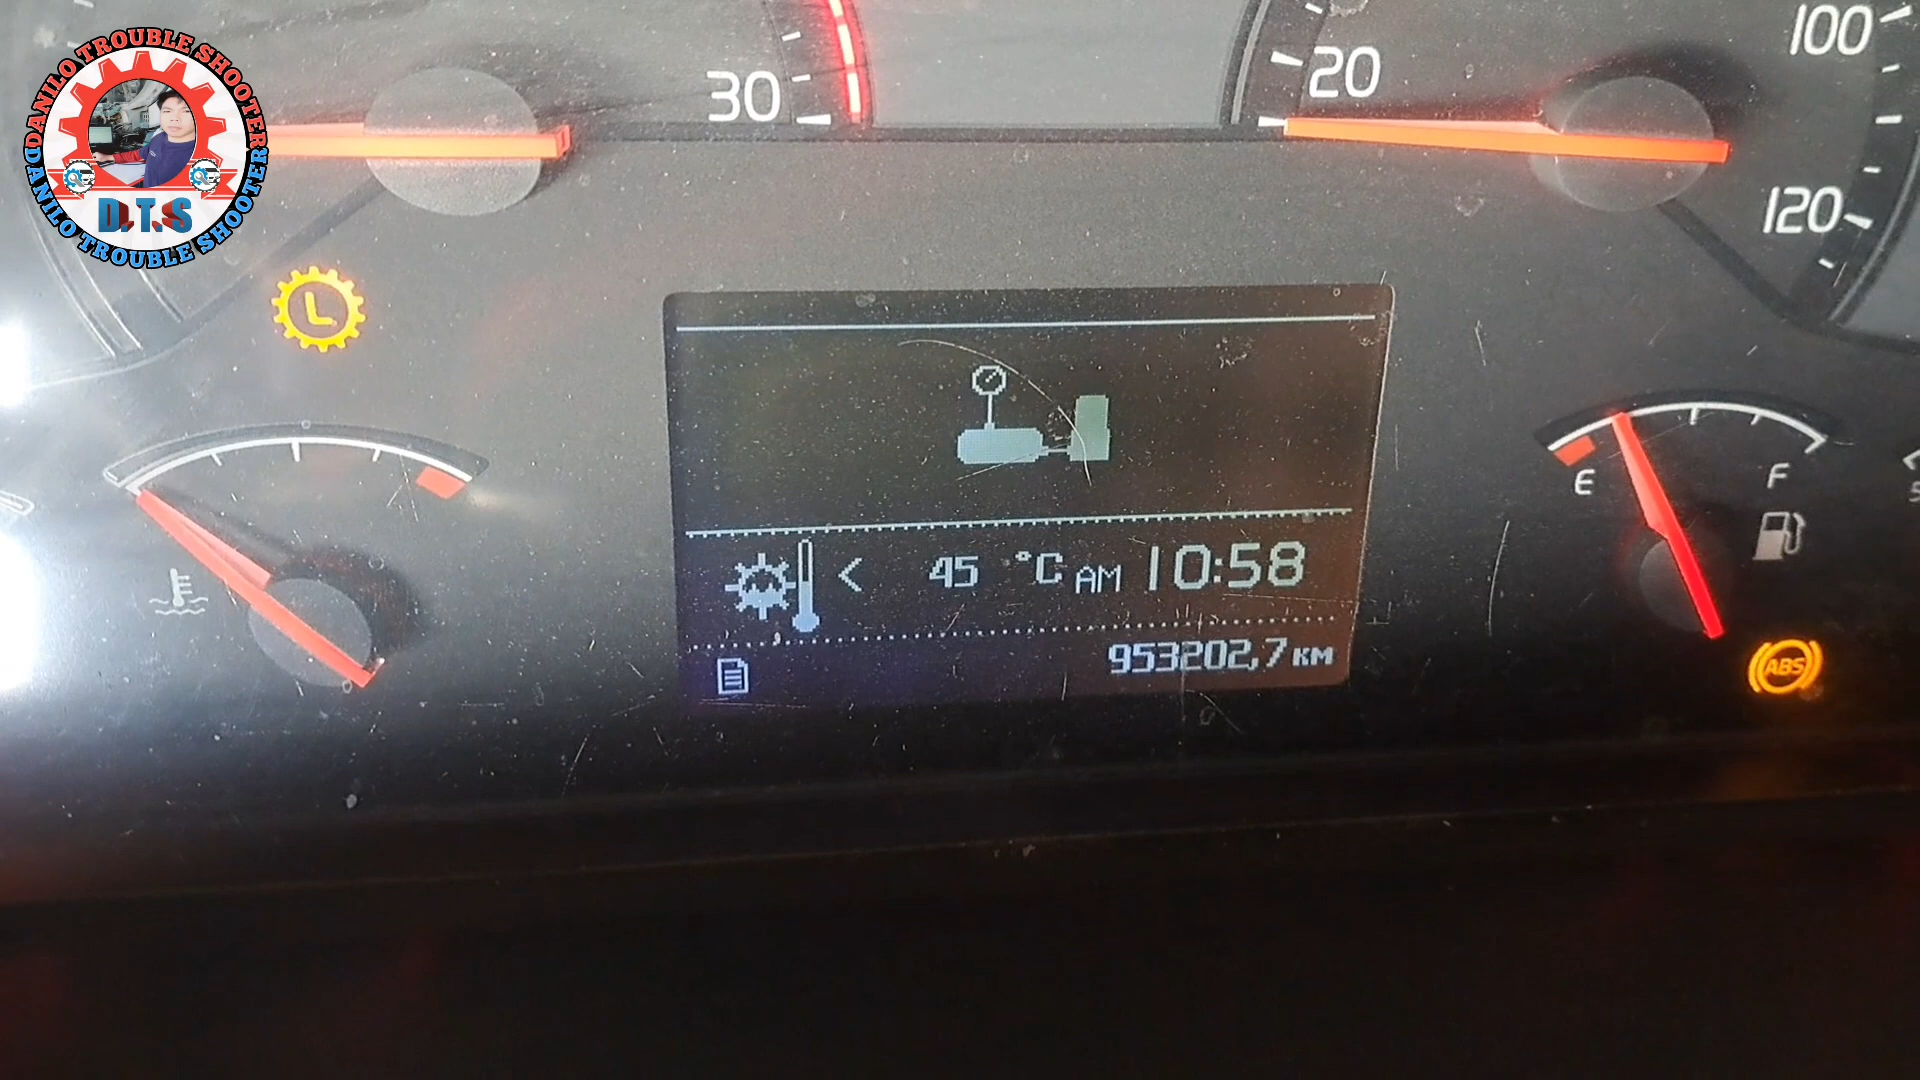 DANILO TROUBLE SHOOTER
D.T.S
DANILO TROUBLE SHOOTER
30
20
100
120
L
E
F
< 45 °C AM 10:58
953202,7 KM
ABS